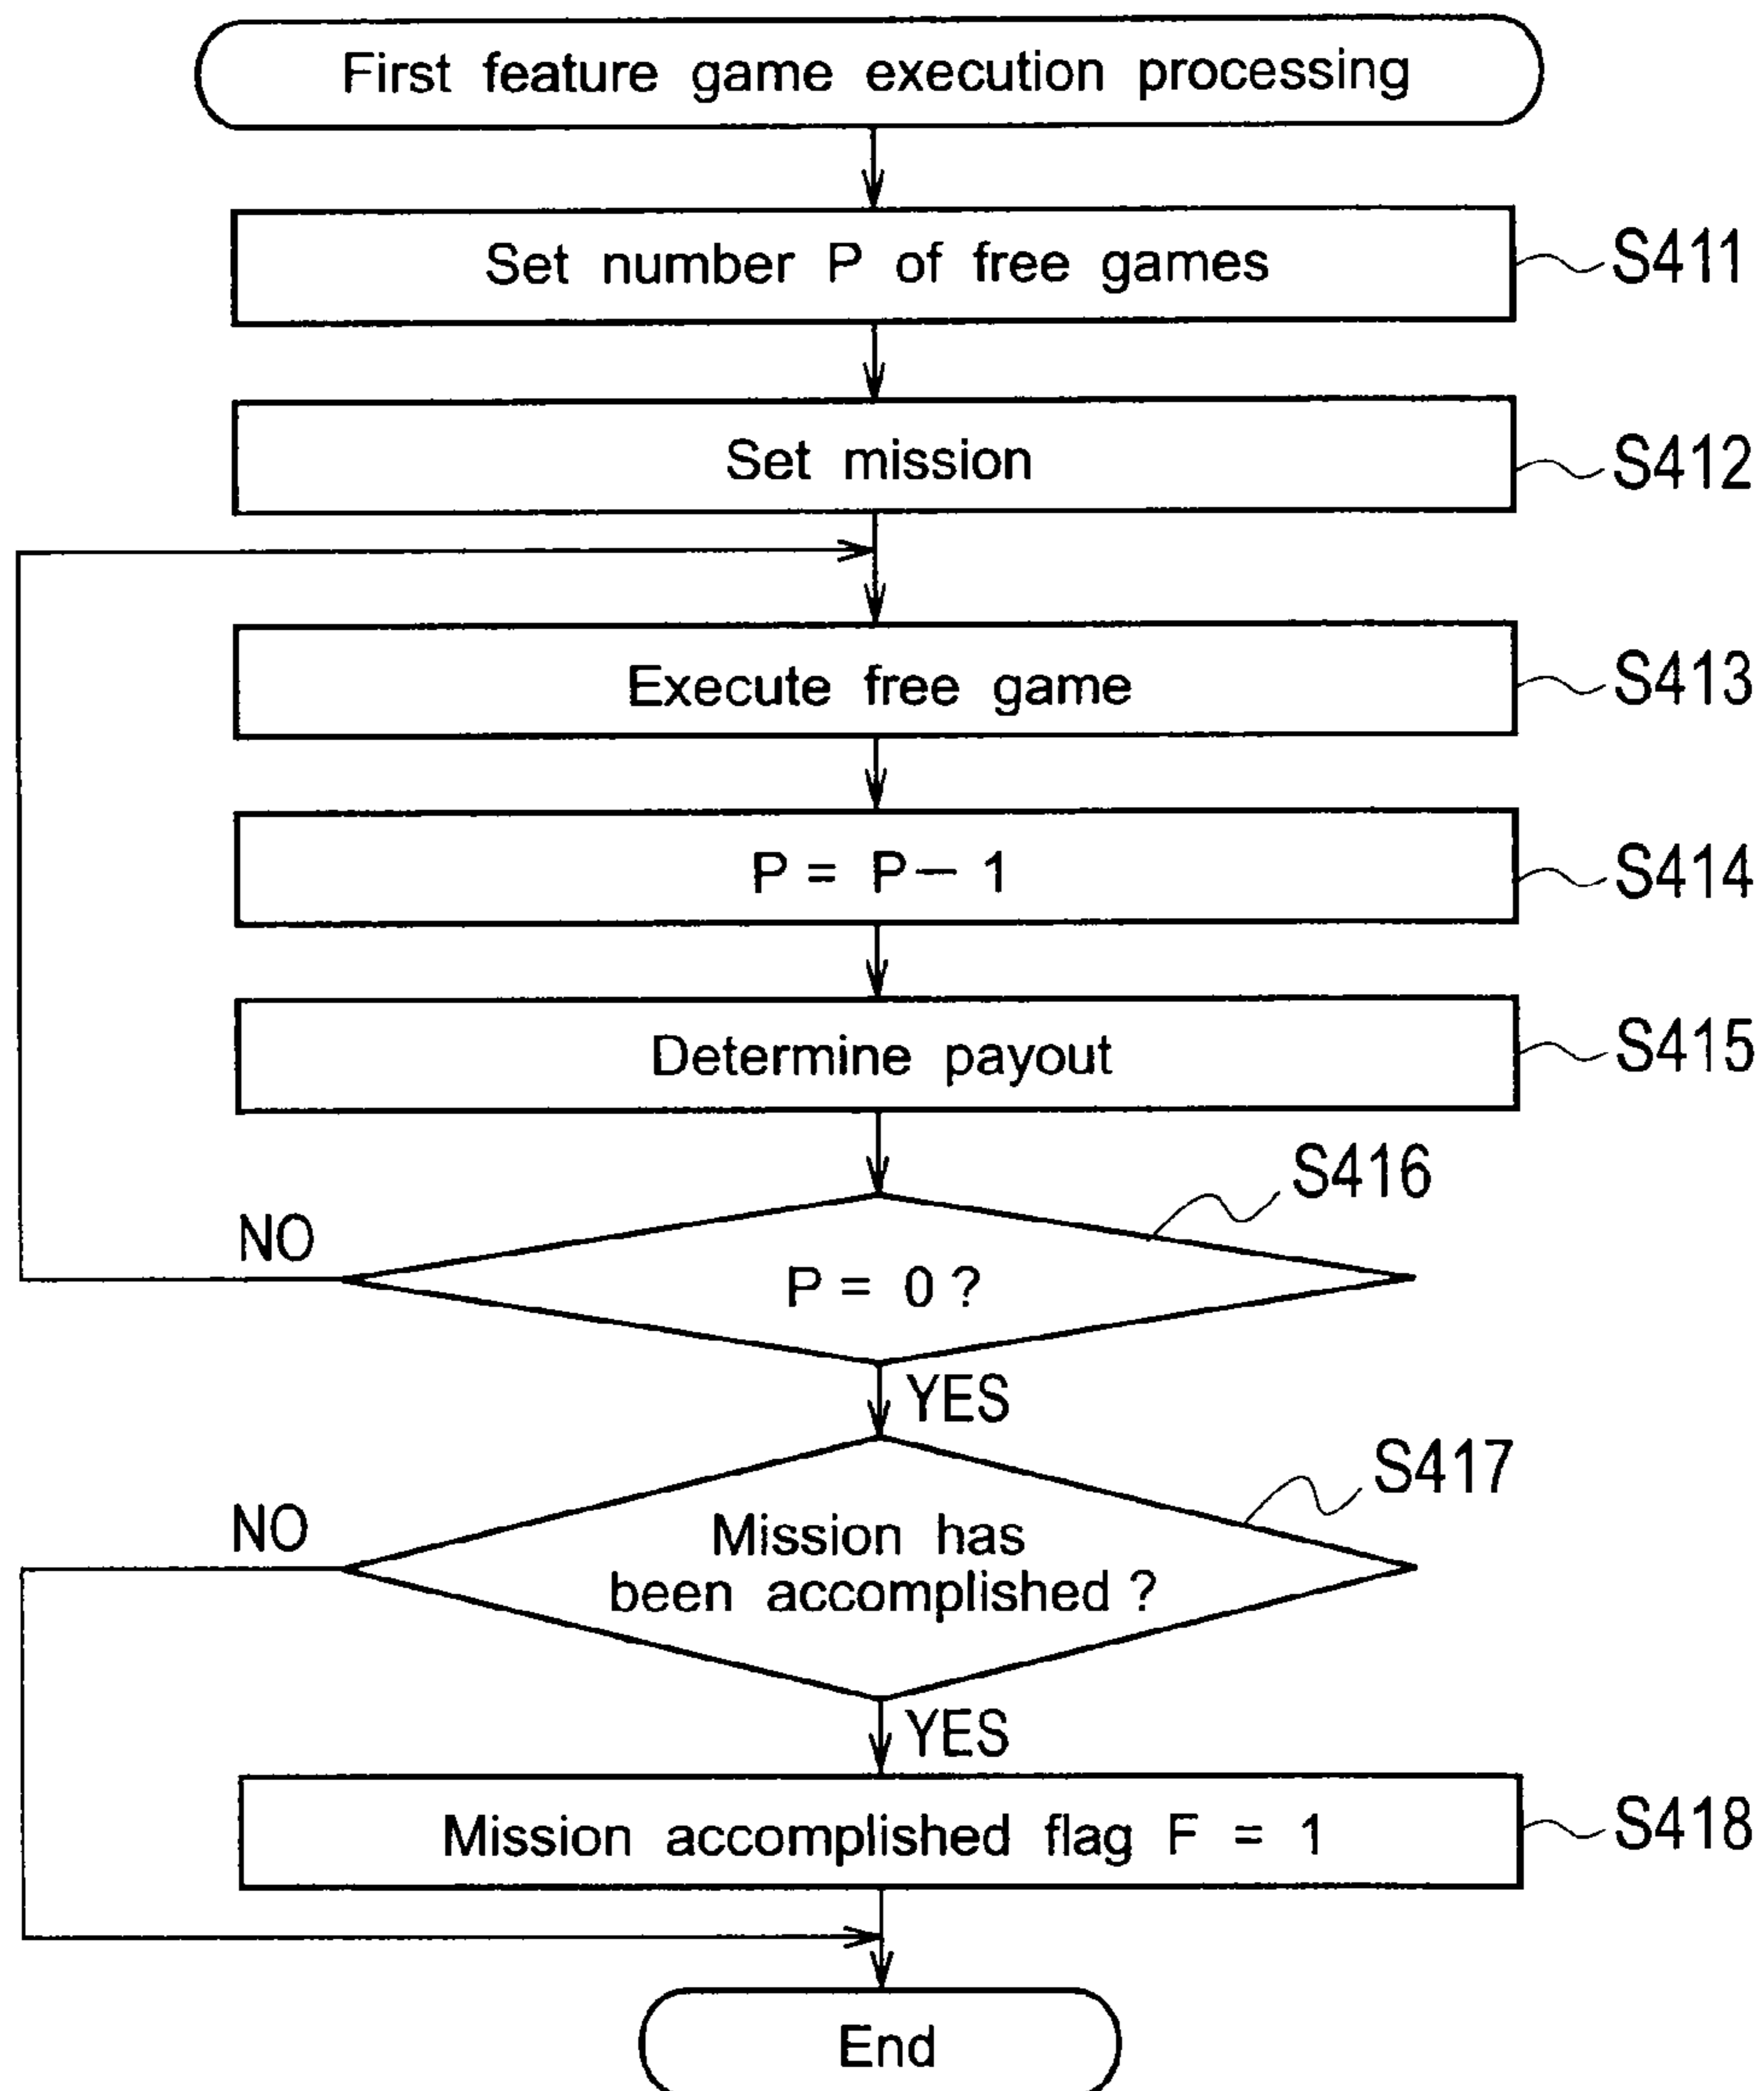 First feature game execution processing
Set number P of free games
S411
Set mission
S412
Execute free game
S413
P = P − 1
S414
Determine payout
S415
S416
NO
P = 0 ?
YES
S417
NO
Mission has
been accomplished ?
YES
Mission accomplished flag F = 1
S418
End